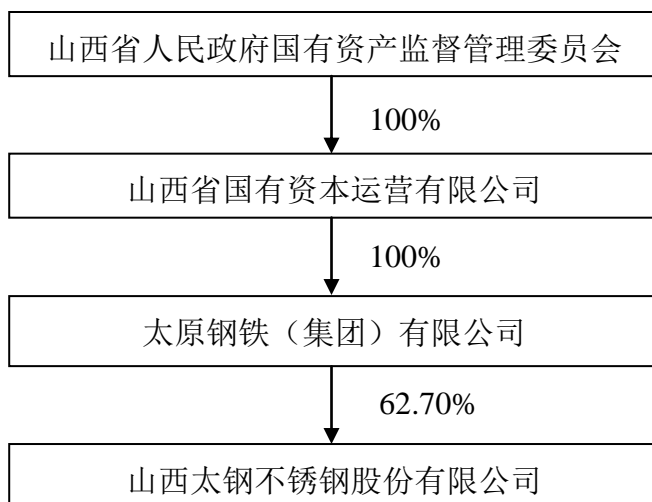 山西省人民政府国有资产监督管理委员会
100%
山西省国有资本运营有限公司
100%
太原钢铁（集团）有限公司
62.70%
山西太钢不锈钢股份有限公司